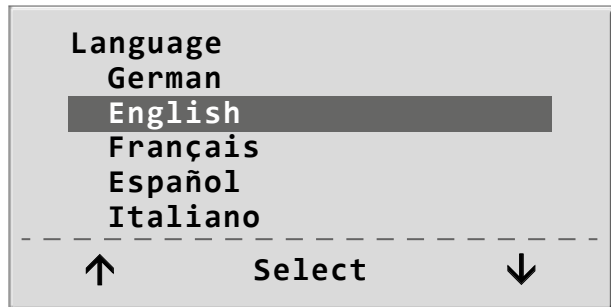 Language
German
English
Français
Español
Italiano
↑ Select ↓